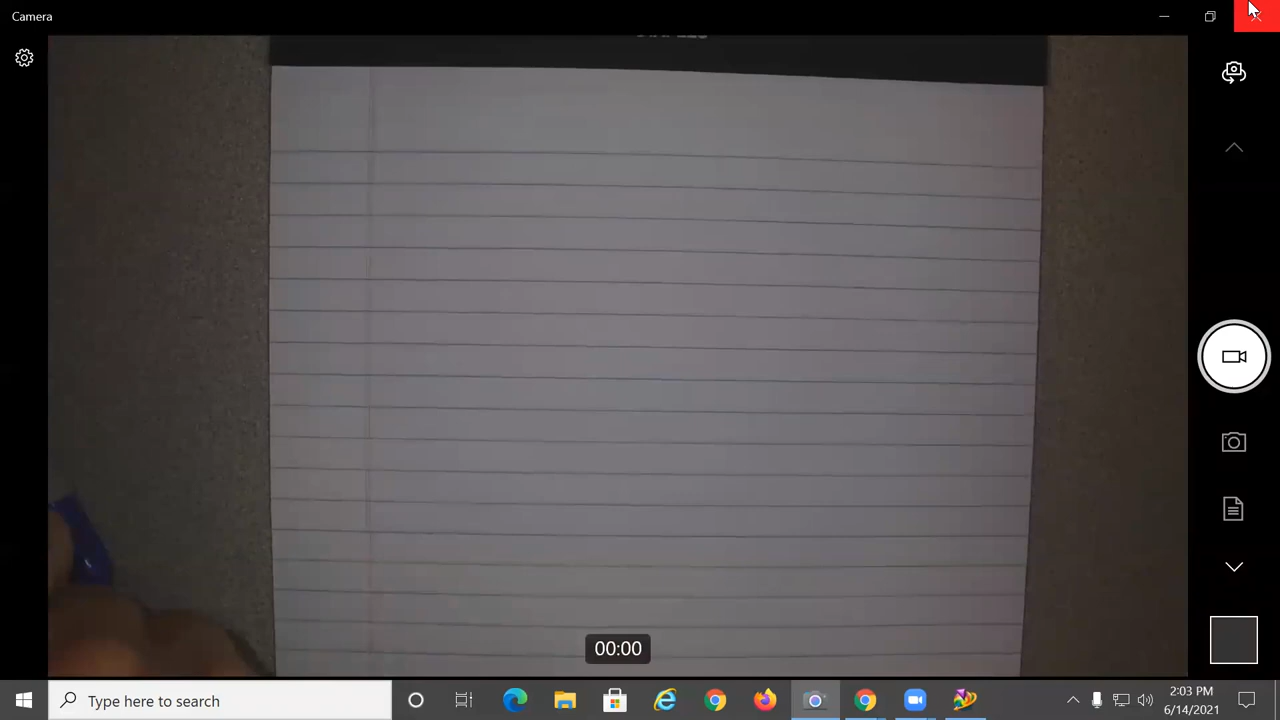 Camera
00:00
Type here to search
2:03 PM
6/14/2021